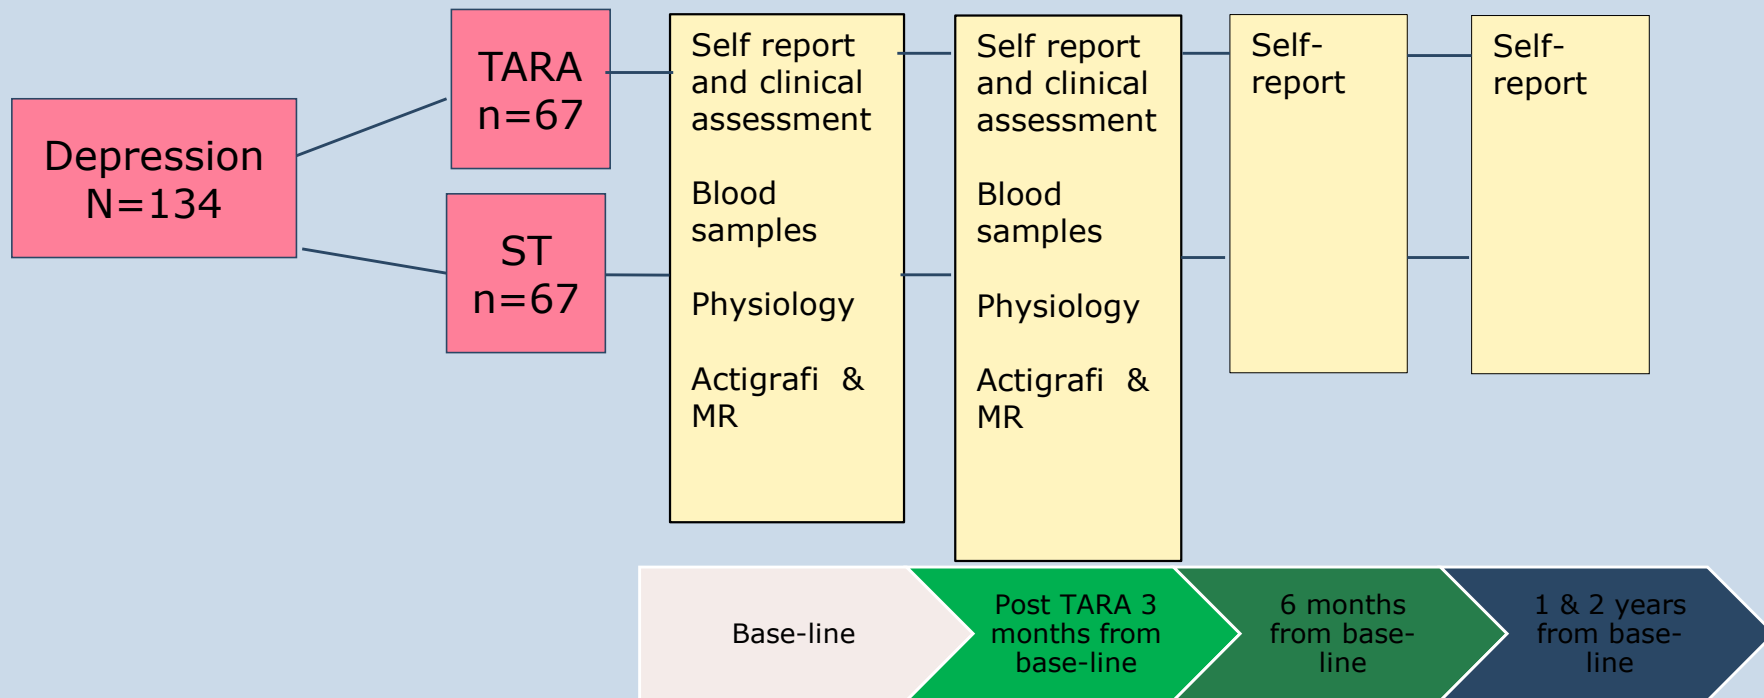 Depression
N=134
TARA
n=67
ST
n=67
Self report
and clinical
assessment
Blood
samples
Physiology
Actigrafi &
MR
Self report
and clinical
assessment
Blood
samples
Physiology
Actigrafi &
MR
Self-
report
Self-
report
Base-line
Post TARA 3
months from
base-line
6 months
from base-
line
1 & 2 years
from base-
line